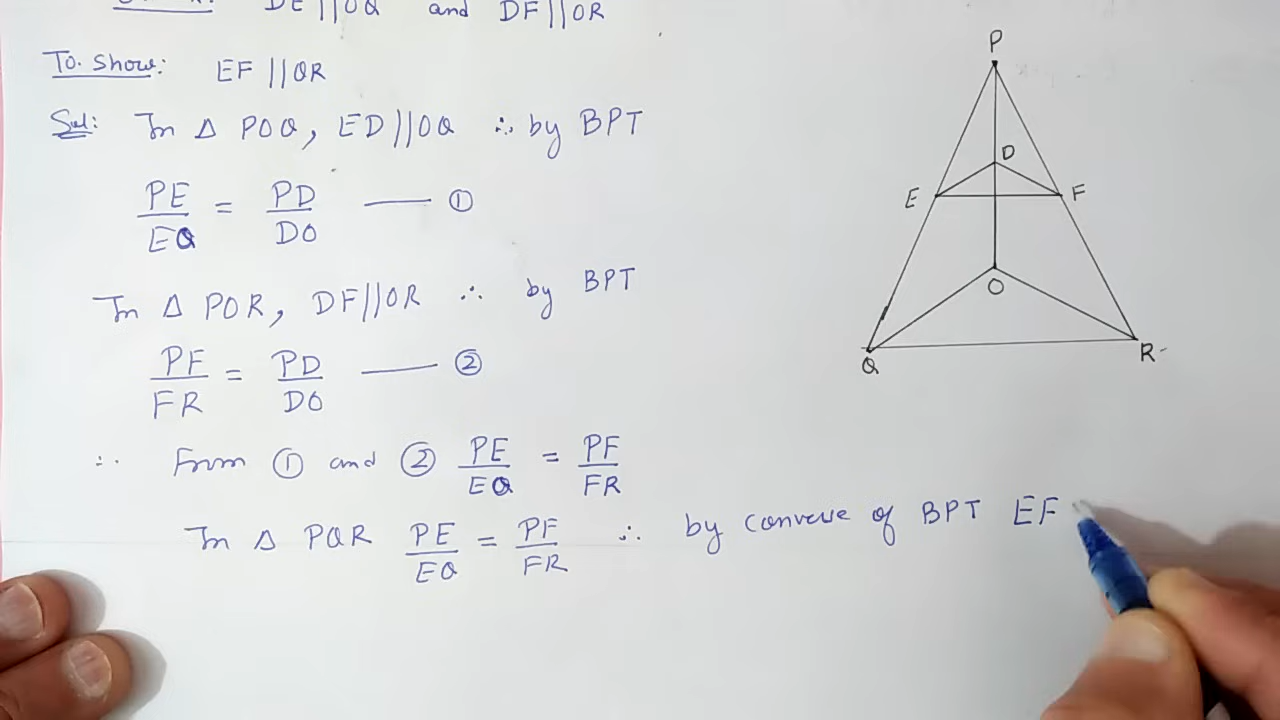 DE || OQ and DF || OR
To Show: EF || QR
Sol: In △ POQ, ED || OQ ∴ by BPT
PE/EQ = PD/DO —— ①
In △ POR, DF || OR ∴ by BPT
PF/FR = PD/DO —— ②
∴ From ① and ② PE/EQ = PF/FR
In △ PQR PE/EQ = PF/FR ∴ by converse of BPT EF
P
D
E
F
O
Q
R